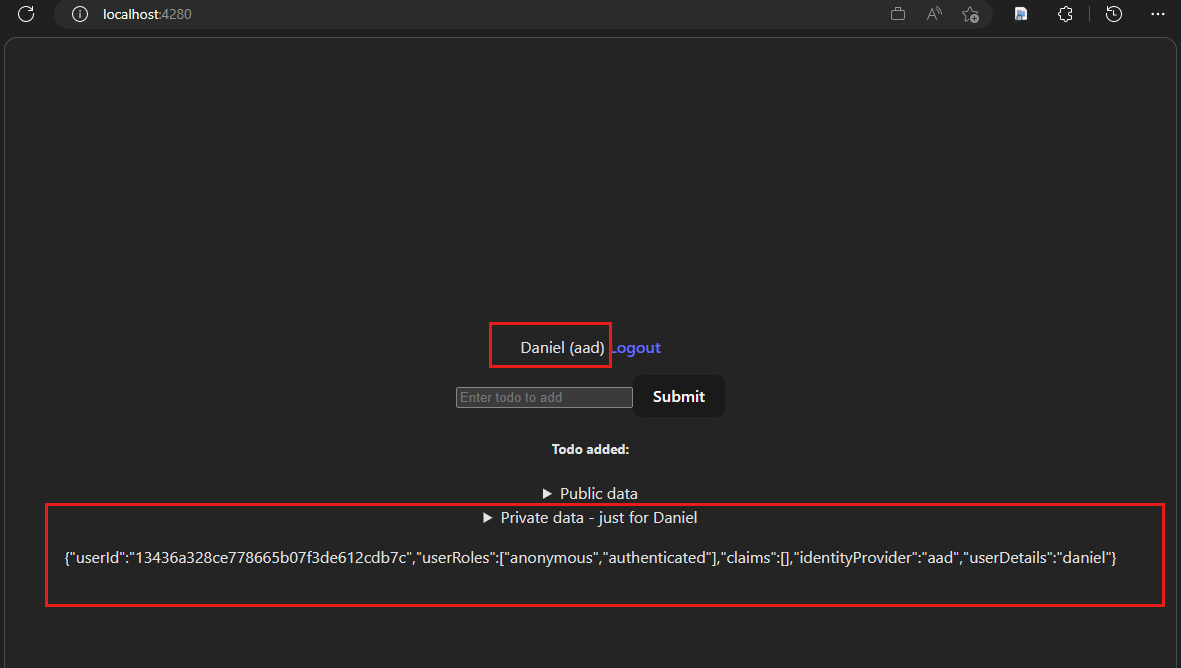 localhost:4280
Daniel (aad) Logout
Enter todo to add Submit
Todo added:
▶ Public data
▶ Private data - just for Daniel
{"userId":"13436a328ce778665b07f3de612cdb7c","userRoles":["anonymous","authenticated"],"claims":[],"identityProvider":"aad","userDetails":"daniel"}